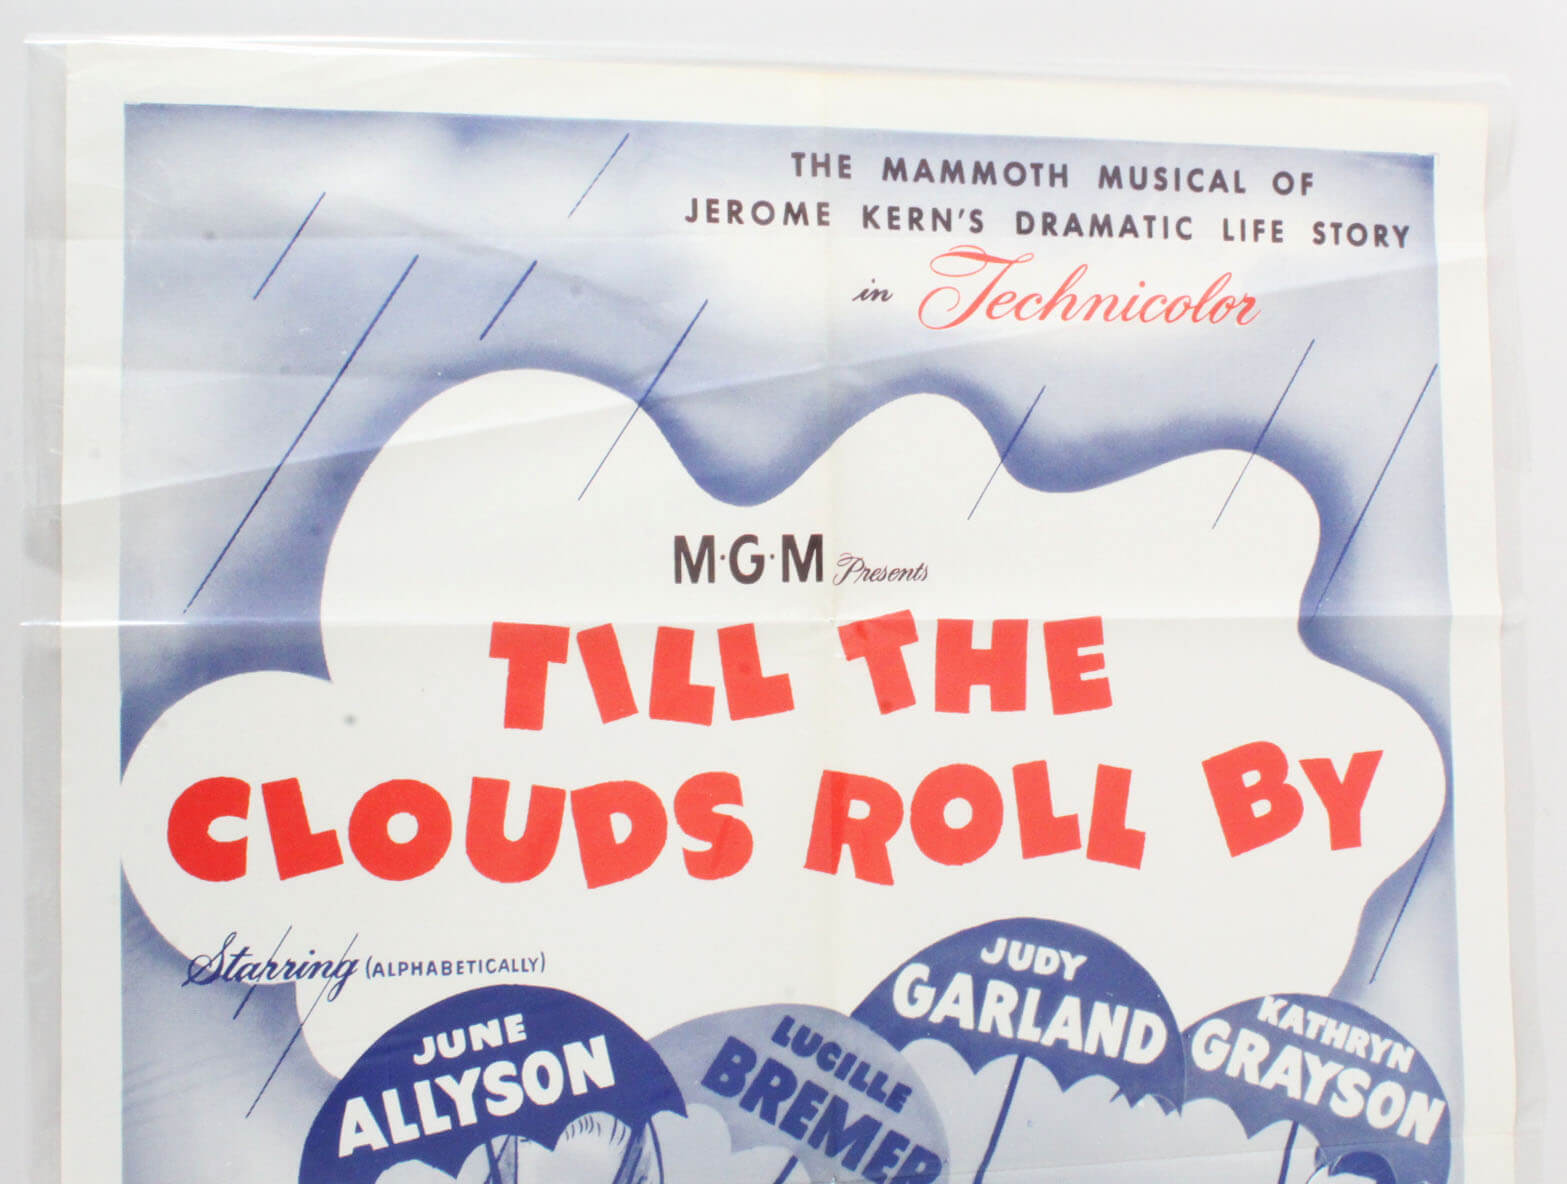 THE MAMMOTH MUSICAL OF
JEROME KERN'S DRAMATIC LIFE STORY
in Technicolor
M·G·M Presents
TILL THE
CLOUDS ROLL BY
Starring (ALPHABETICALLY)
JUNE
ALLYSON
LUCILLE
BREMER
JUDY
GARLAND
KATHRYN
GRAYSON